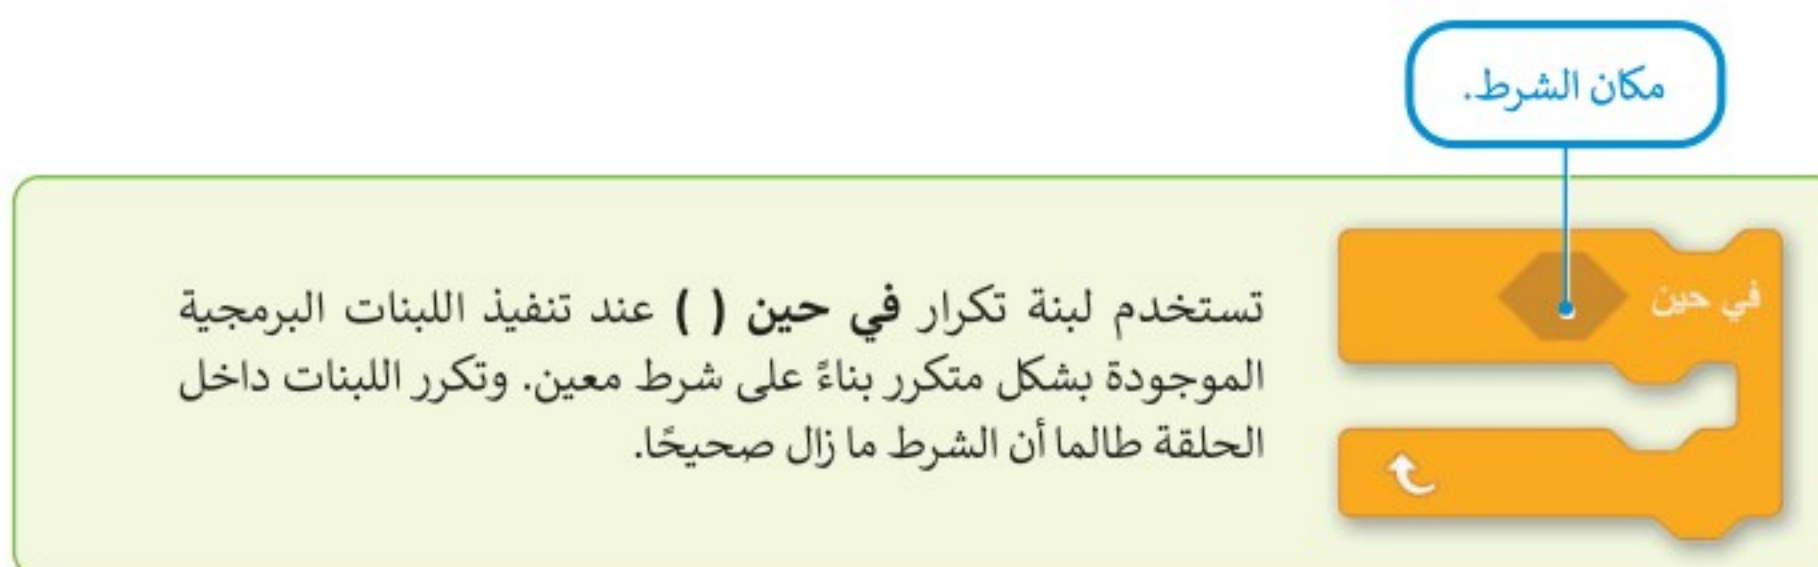 مكان الشرط.
في حين
تستخدم لبنة تكرار في حين ( ) عند تنفيذ اللبنات البرمجية
الموجودة بشكل متكرر بناءً على شرط معين. وتكرر اللبنات داخل
الحلقة طالما أن الشرط ما زال صحيحًا.